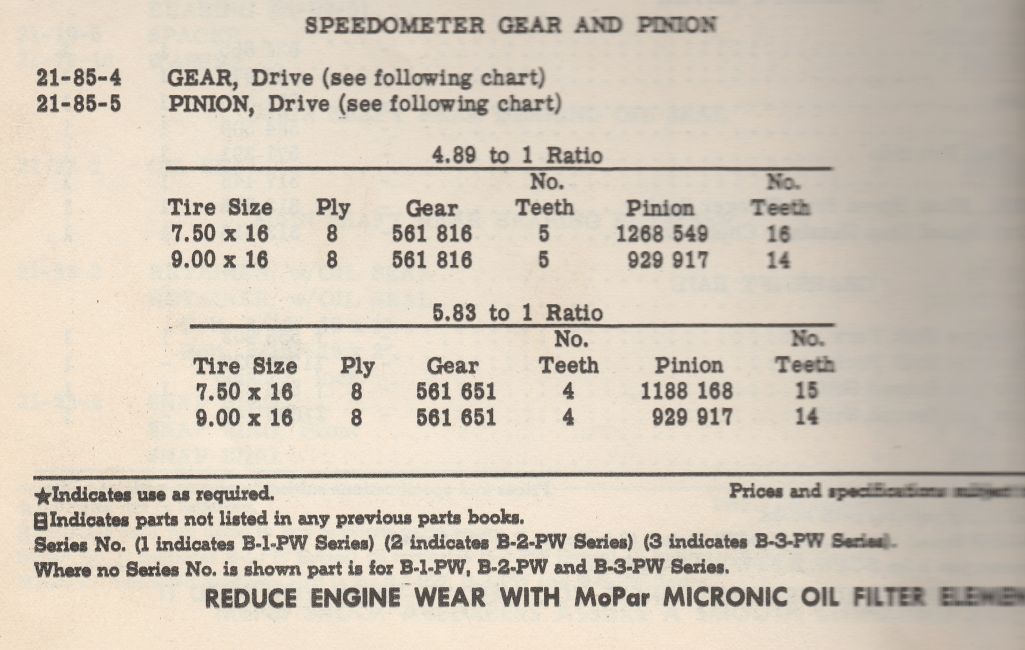 SPEEDOMETER GEAR AND PINION
21-85-4 GEAR, Drive (see following chart)
21-85-5 PINION, Drive (see following chart)
4.89 to 1 Ratio
No. No.
Tire Size Ply Gear Teeth Pinion Teeth
7.50 x 16 8 561 816 5 1268 549 16
9.00 x 16 8 561 816 5 929 917 14
5.83 to 1 Ratio
No. No.
Tire Size Ply Gear Teeth Pinion Teeth
7.50 x 16 8 561 651 4 1188 168 15
9.00 x 16 8 561 651 4 929 917 14
★Indicates use as required. Prices and specifications subject
⊟Indicates parts not listed in any previous parts books.
Series No. (1 indicates B-1-PW Series) (2 indicates B-2-PW Series) (3 indicates B-3-PW Series).
Where no Series No. is shown part is for B-1-PW, B-2-PW and B-3-PW Series.
REDUCE ENGINE WEAR WITH MoPar MICRONIC OIL FILTER